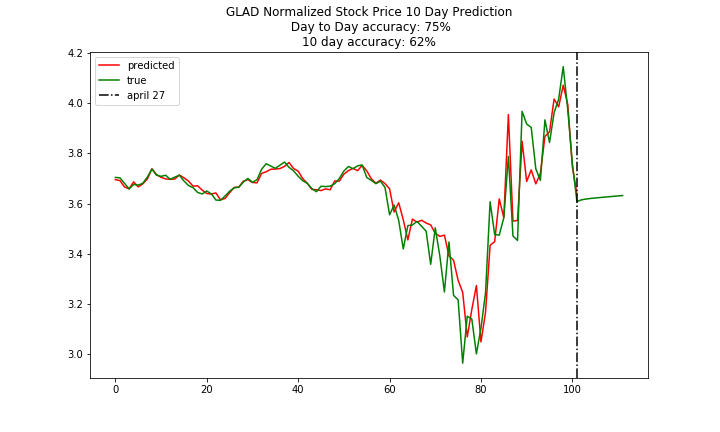 GLAD Normalized Stock Price 10 Day Prediction
Day to Day accuracy: 75%
10 day accuracy: 62%
predicted
true
april 27
4.2
4.0
3.8
3.6
3.4
3.2
3.0
0 20 40 60 80 100